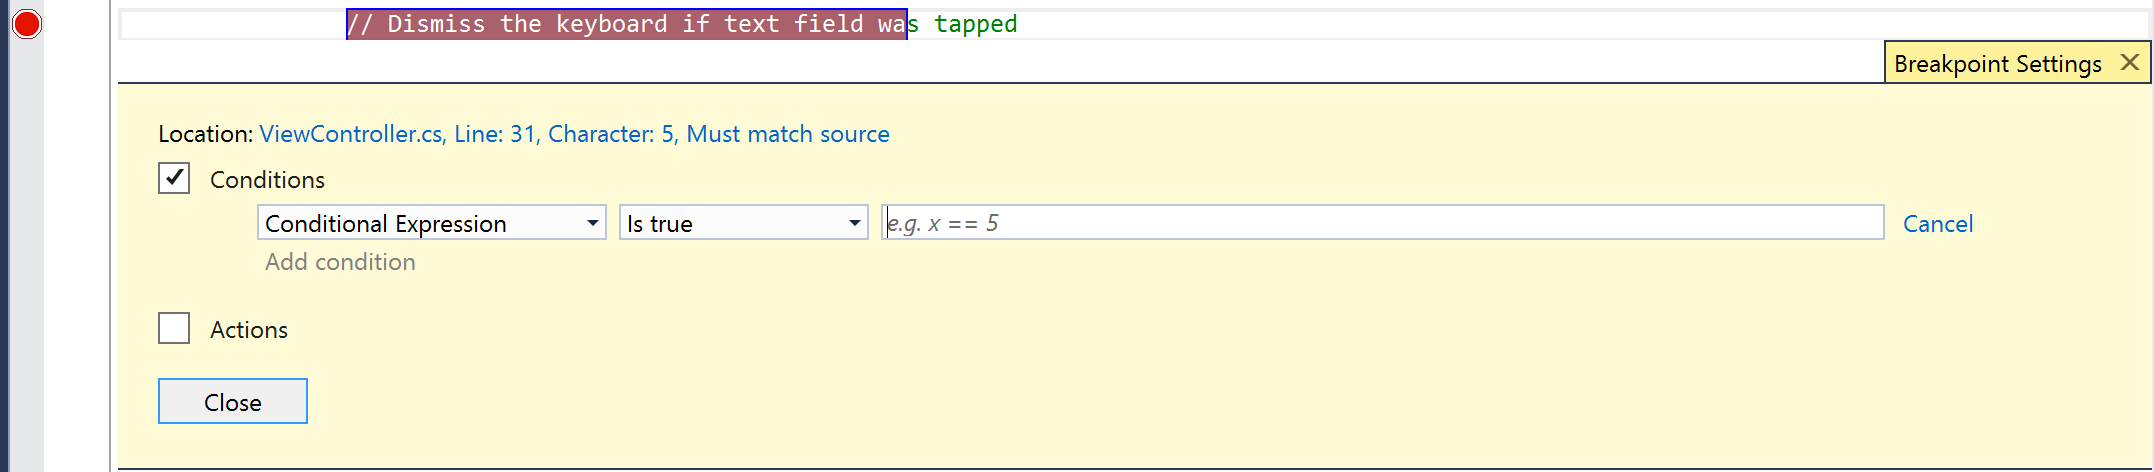 // Dismiss the keyboard if text field was tapped
Breakpoint Settings
Location: ViewController.cs, Line: 31, Character: 5, Must match source
Conditions
Conditional Expression Is true e.g. x == 5 Cancel
Add condition
Actions
Close